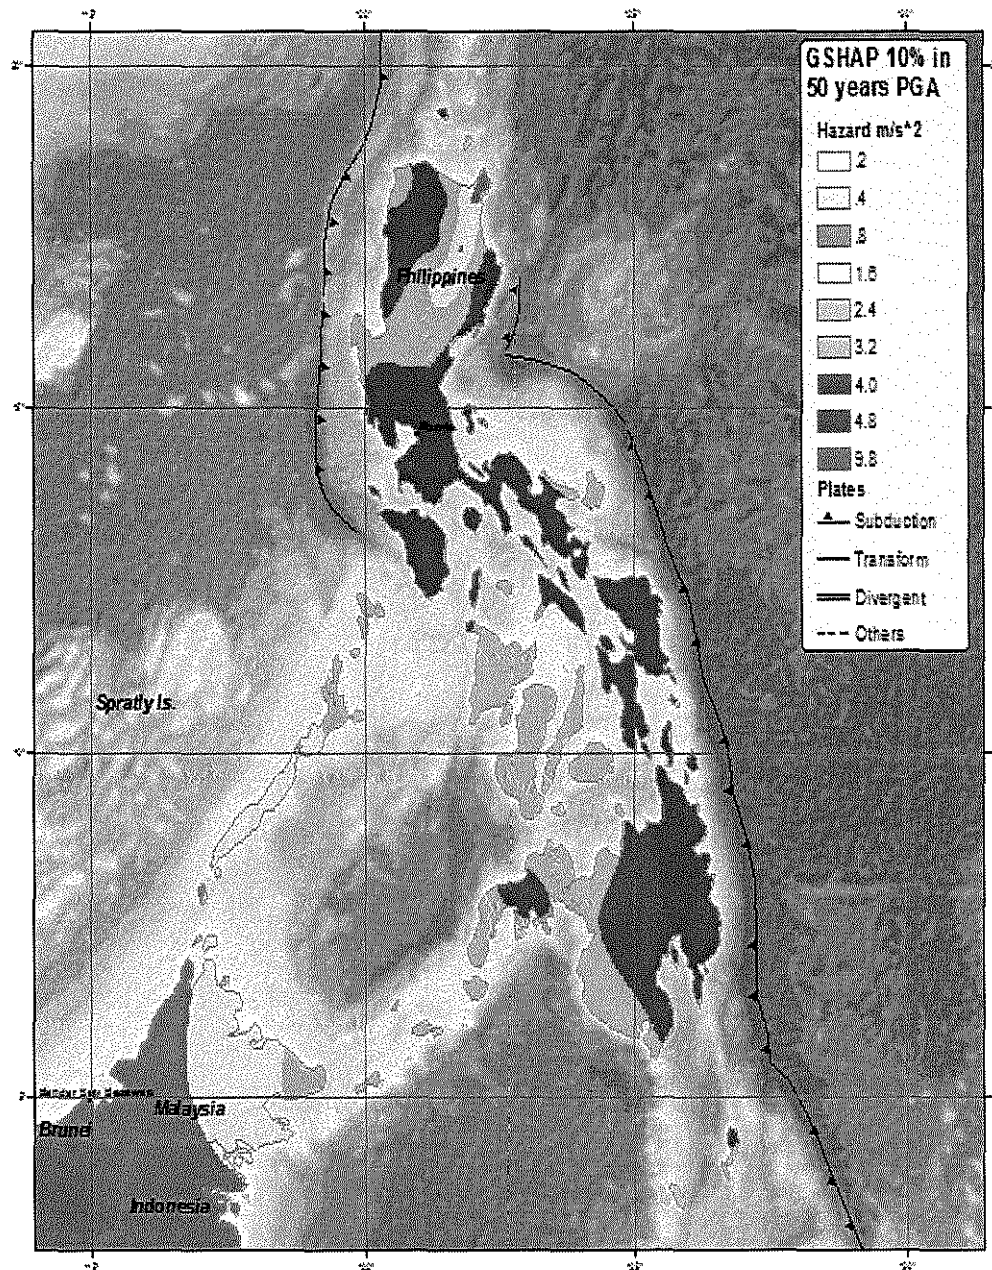 GSHAP 10% in
50 years PGA
Hazard m/s^2
.2
.4
.8
1.6
2.4
3.2
4.0
4.8
9.8
Plates
Subduction
Transform
Divergent
Others
Philippines
Spratly Is.
Malaysia
Brunei
Indonesia